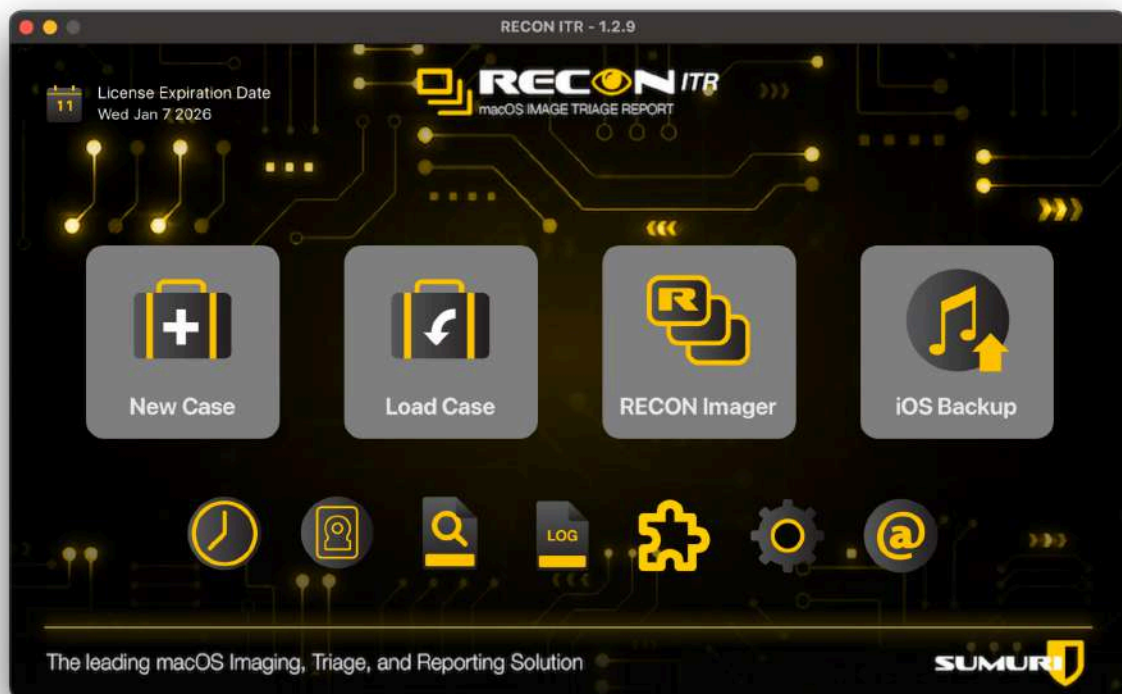 RECON ITR - 1.2.9
11
License Expiration Date
Wed Jan 7 2026
RECON ITR
macOS IMAGE TRIAGE REPORT
New Case
R
Load Case
RECON Imager
iOS Backup
LOG
@
The leading macOS Imaging, Triage, and Reporting Solution
SUMURI